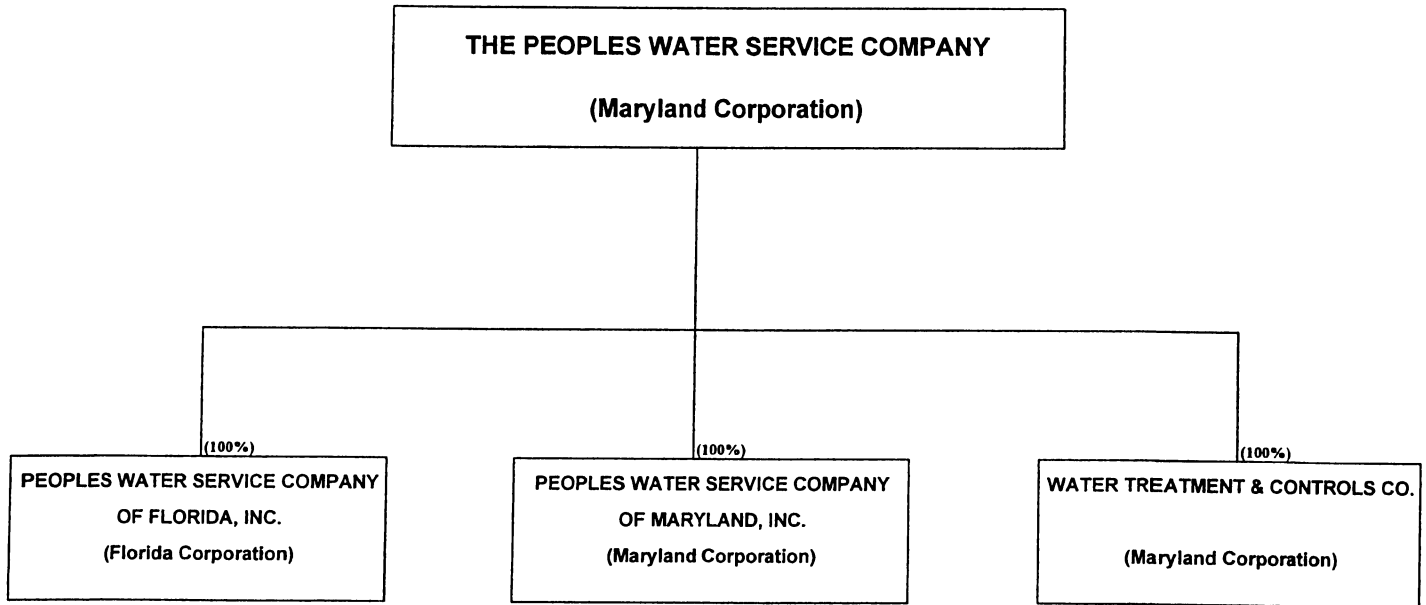 THE PEOPLES WATER SERVICE COMPANY
(Maryland Corporation)
(100%)
PEOPLES WATER SERVICE COMPANY
OF FLORIDA, INC.
(Florida Corporation)
(100%)
PEOPLES WATER SERVICE COMPANY
OF MARYLAND, INC.
(Maryland Corporation)
(100%)
WATER TREATMENT & CONTROLS CO.
(Maryland Corporation)